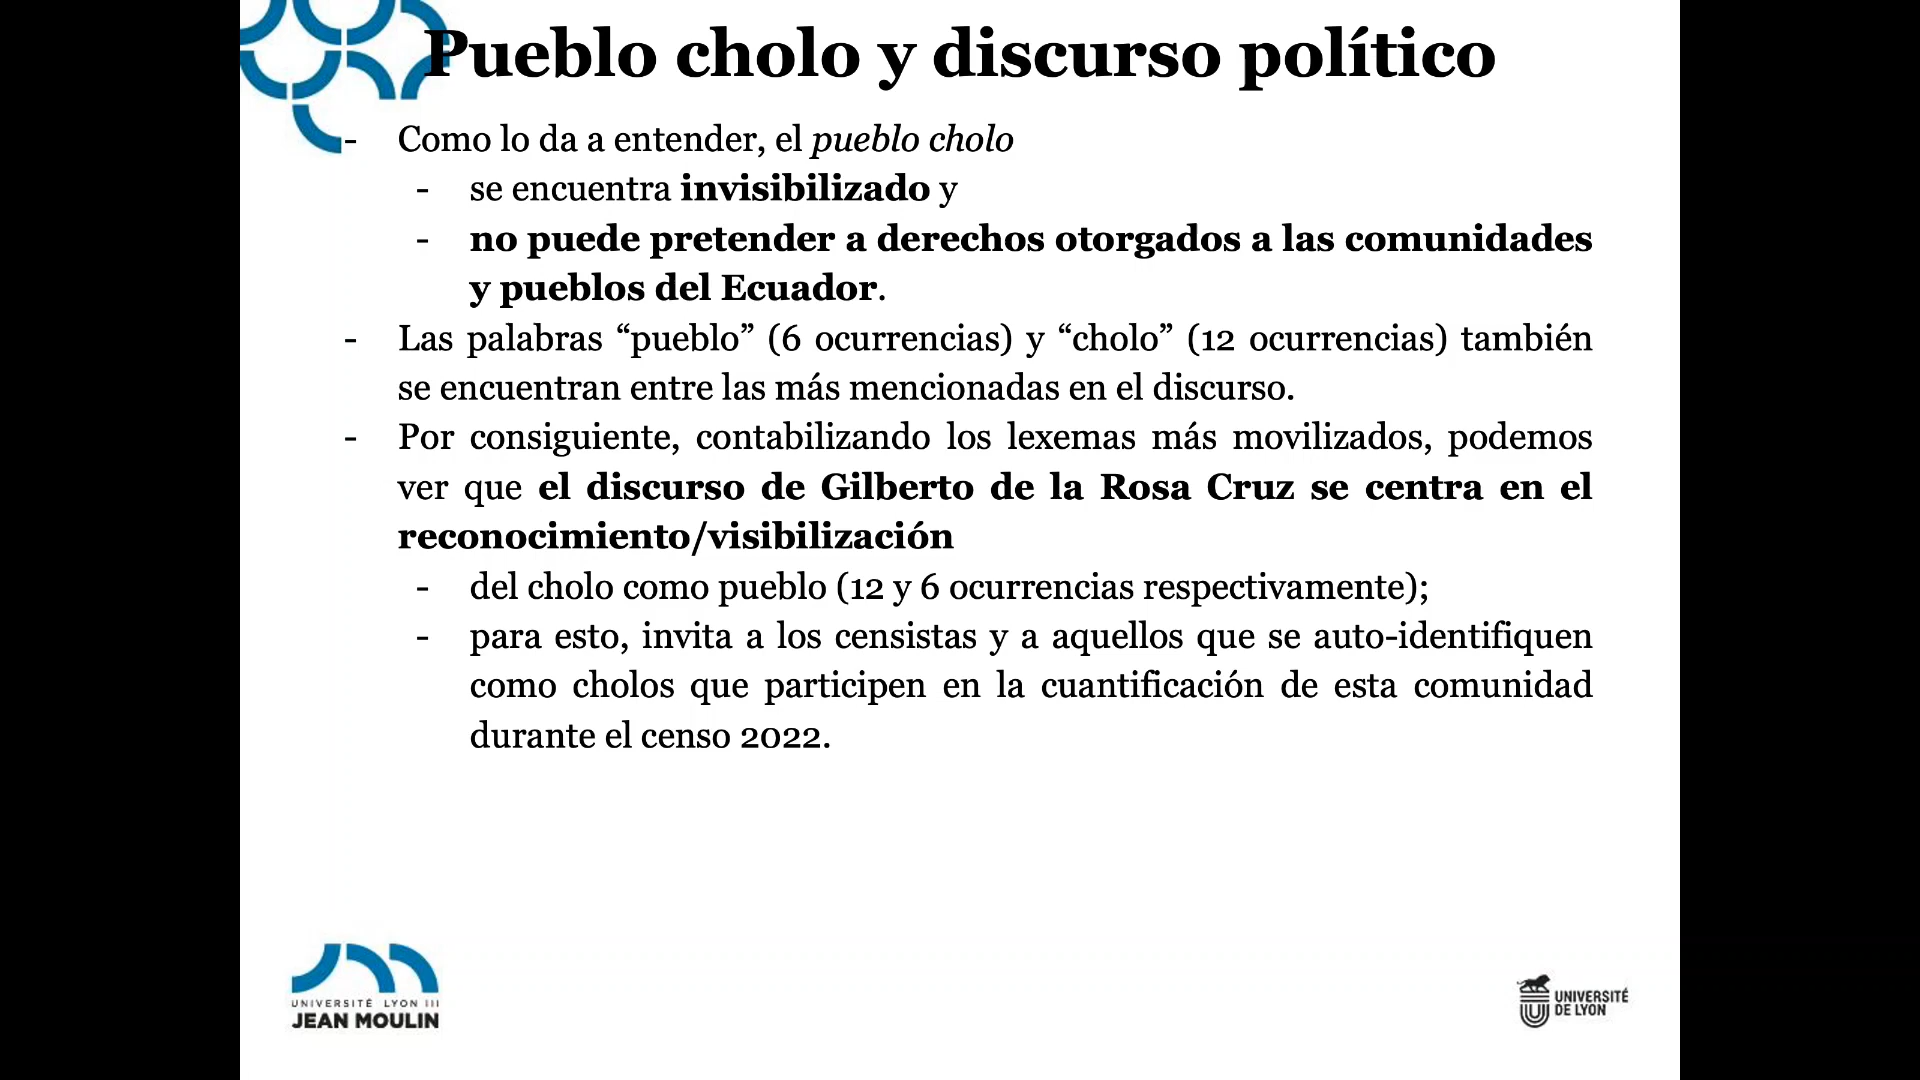 Pueblo cholo y discurso político
- Como lo da a entender, el pueblo cholo
- se encuentra invisibilizado y
- no puede pretender a derechos otorgados a las comunidades
y pueblos del Ecuador.
- Las palabras “pueblo” (6 ocurrencias) y “cholo” (12 ocurrencias) también
se encuentran entre las más mencionadas en el discurso.
- Por consiguiente, contabilizando los lexemas más movilizados, podemos
ver que el discurso de Gilberto de la Rosa Cruz se centra en el
reconocimiento/visibilización
- del cholo como pueblo (12 y 6 ocurrencias respectivamente);
- para esto, invita a los censistas y a aquellos que se auto-identifiquen
como cholos que participen en la cuantificación de esta comunidad
durante el censo 2022.
UNIVERSITÉ LYON III
JEAN MOULIN
UNIVERSITÉ
DE LYON